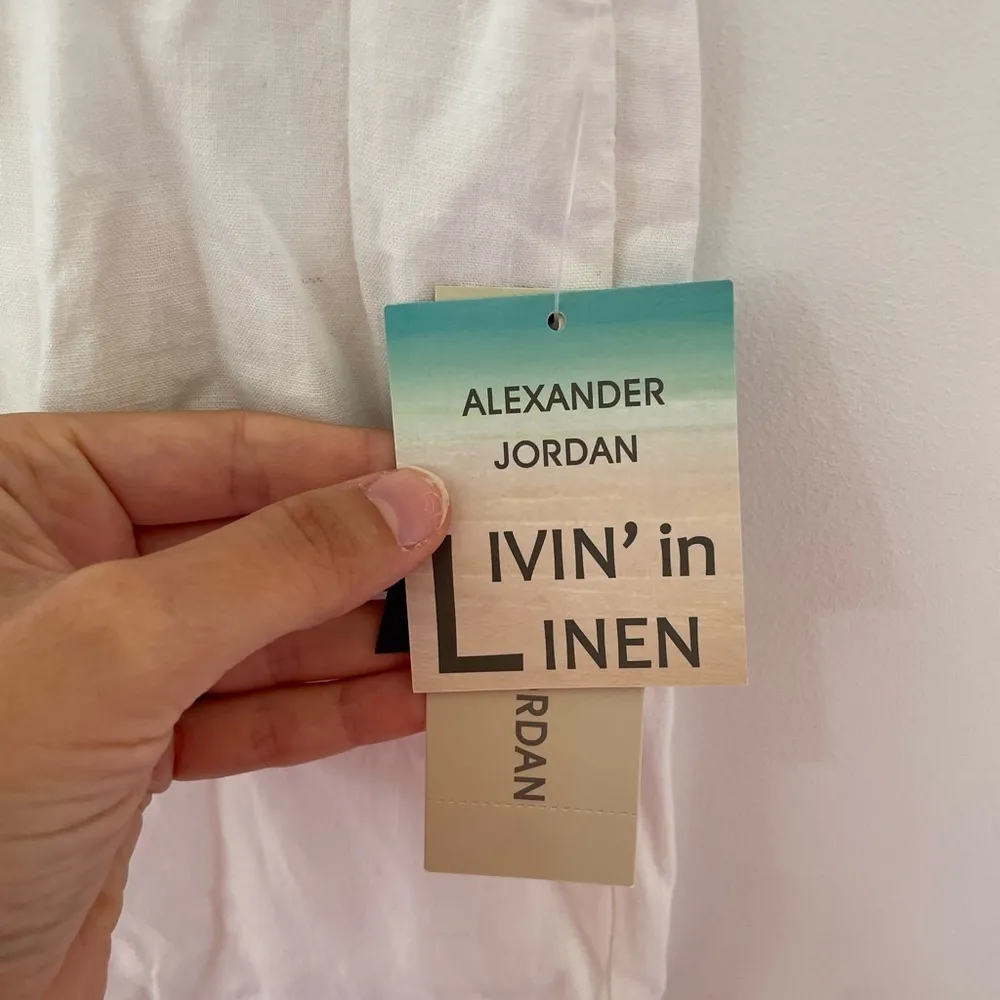 ALEXANDER
JORDAN
LIVIN' in
LINEN
RDAN